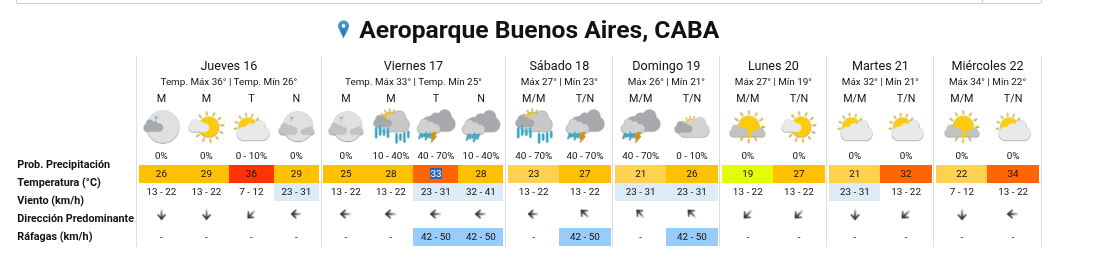 Aeroparque Buenos Aires, CABA
Jueves 16 Viernes 17 Sábado 18 Domingo 19 Lunes 20 Martes 21 Miércoles 22
Temp. Máx 36° | Temp. Mín 26° Temp. Máx 33° | Temp. Mín 25° Máx 27° | Mín 23° Máx 26° | Mín 21° Máx 27° | Mín 19° Máx 32° | Mín 21° Máx 34° | Mín 22°
M M T N M M T N M/M T/N M/M T/N M/M T/N M/M T/N M/M T/N
Prob. Precipitación 0% 0% 0 - 10% 0% 0% 10 - 40% 40 - 70% 10 - 40% 40 - 70% 40 - 70% 40 - 70% 0 - 10% 0% 0% 0% 0% 0% 0%
Temperatura (°C) 26 29 36 29 25 28 33 28 23 27 21 26 19 27 21 32 22 34
Viento (km/h) 13 - 22 13 - 22 7 - 12 23 - 31 13 - 22 13 - 22 23 - 31 32 - 41 13 - 22 13 - 22 23 - 31 23 - 31 13 - 22 13 - 22 23 - 31 13 - 22 7 - 12 13 - 22
Dirección Predominante
Ráfagas (km/h) - - - - - - 42 - 50 42 - 50 - 42 - 50 - 42 - 50 - - - - - -